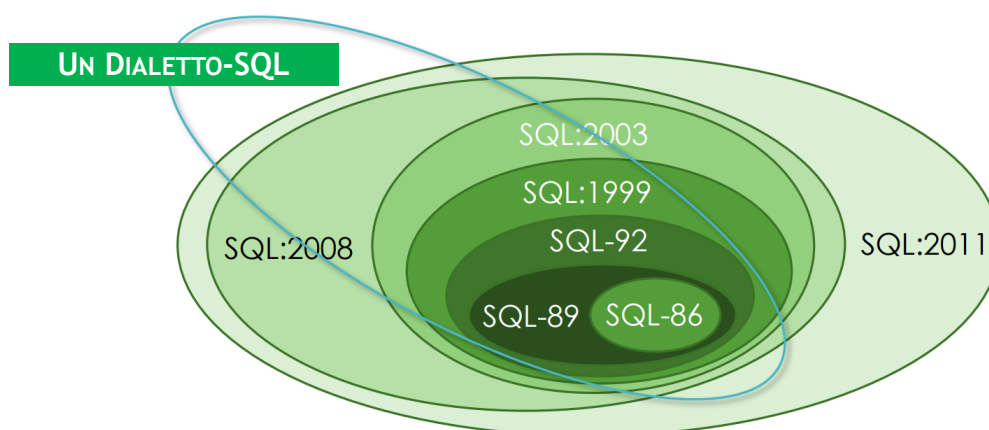 UN DIALETTO-SQL
SQL:2003
SQL:1999
SQL-92
SQL:2008
SQL:2011
SQL-89
SQL-86